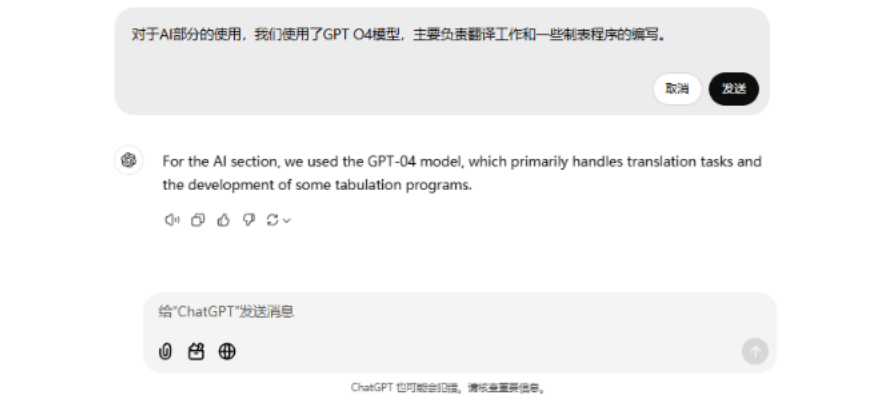 对于AI部分的使用，我们使用了GPT O4模型，主要负责翻译工作和一些制表程序的编写。
取消 发送
For the AI section, we used the GPT-04 model, which primarily handles translation tasks and
the development of some tabulation programs.
给"ChatGPT"发送消息
ChatGPT 也可能会犯错。请核查重要信息。